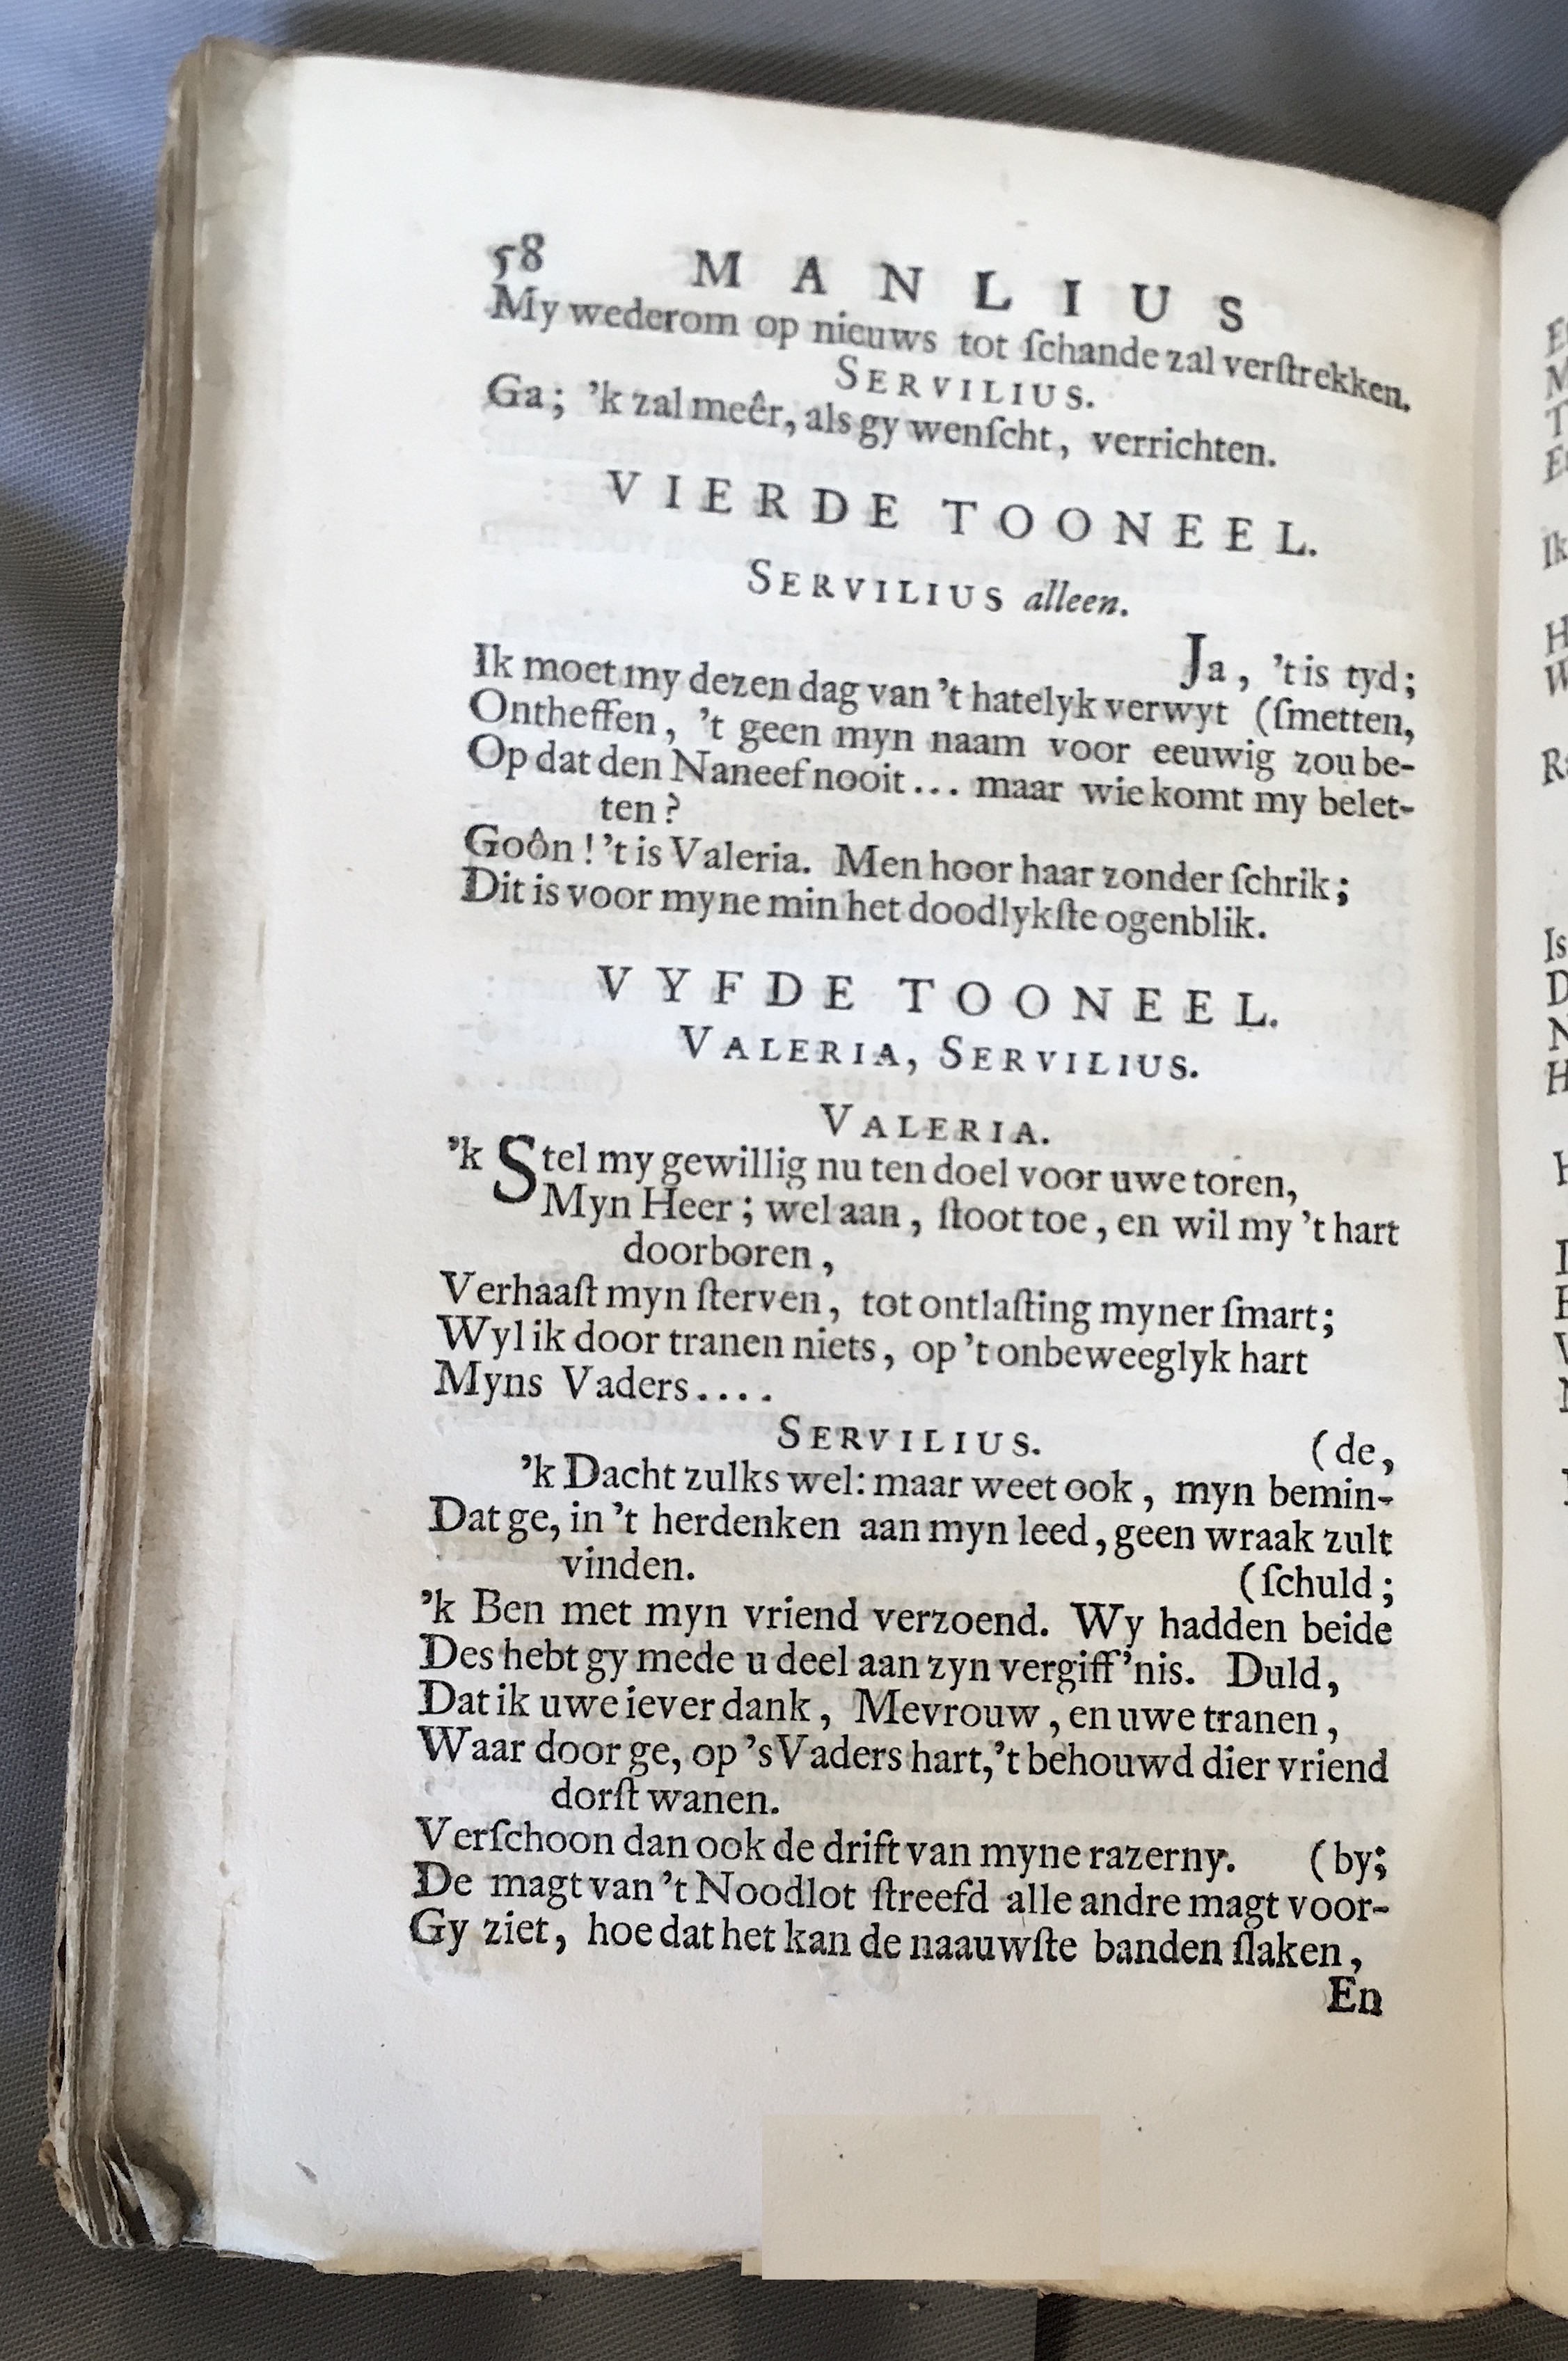 58 MANLIUS
My wederom op nieuws tot ſchande zal verſtrekken.
SERVILIUS.
Ga; 'k zal meêr, als gy wenſcht, verrichten.
VIERDE TOONEEL.
SERVILIUS alleen.
Ja, 't is tyd;
Ik moet my dezen dag van 't hatelyk verwyt (ſmetten,
Ontheffen, 't geen myn naam voor eeuwig zou be-
Op dat den Naneef nooit... maar wie komt my belet-
ten?
Goôn! 't is Valeria. Men hoor haar zonder ſchrik;
Dit is voor myne min het doodlykſte ogenblik.
VYFDE TOONEEL.
VALERIA, SERVILIUS.
VALERIA.
'k Stel my gewillig nu ten doel voor uwe toren,
Myn Heer; wel aan, ſtoot toe, en wil my 't hart
doorboren,
Verhaaſt myn ſterven, tot ontlaſting myner ſmart;
Wyl ik door tranen niets, op 't onbeweeglyk hart
Myns Vaders....
SERVILIUS. (de,
'k Dacht zulks wel: maar weet ook, myn bemin-
Dat ge, in 't herdenken aan myn leed, geen wraak zult
vinden. (ſchuld;
'k Ben met myn vriend verzoend. Wy hadden beide
Des hebt gy mede u deel aan zyn vergiff'nis. Duld,
Dat ik uwe iever dank, Mevrouw, en uwe tranen,
Waar door ge, op 's Vaders hart, 't behouwd dier vriend
dorſt wanen.
Verſchoon dan ook de drift van myne razerny. (by;
De magt van 't Noodlot ſtreefd alle andre magt voor-
Gy ziet, hoe dat het kan de naauwſte banden ſlaken,
En